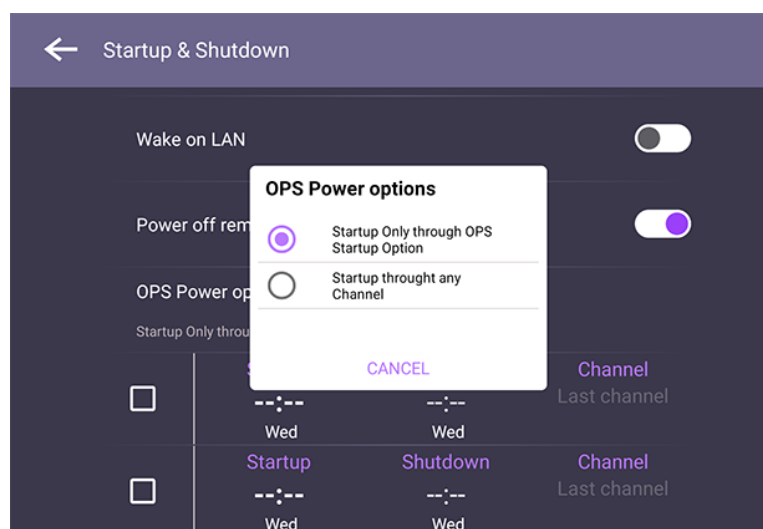 Startup & Shutdown
Wake on LAN
OPS Power options
Power off rem
Startup Only through OPS
Startup Option
OPS Power op
Startup throught any
Channel
Startup Only throu
CANCEL
Channel
--:--
--:--
Last channel
Wed
Wed
Startup
Shutdown
Channel
--:--
--:--
Last channel
Wed
Wed